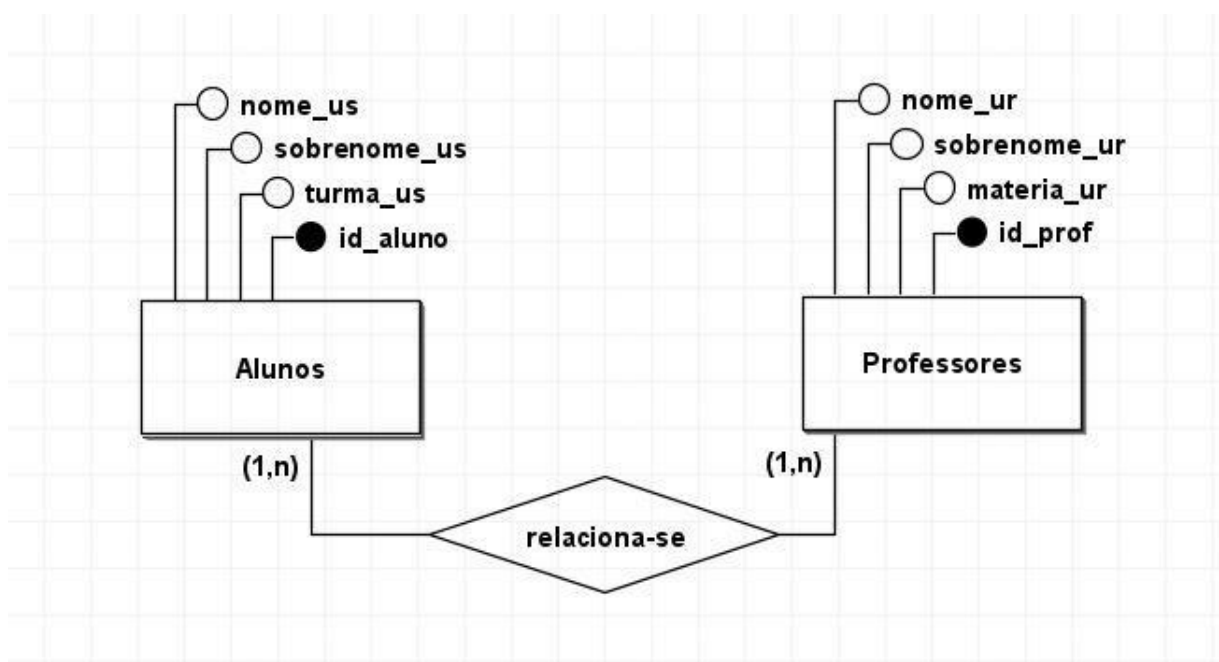 nome_us
sobrenome_us
turma_us
id_aluno
Alunos
(1,n)
nome_ur
sobrenome_ur
materia_ur
id_prof
Professores
(1,n)
relaciona-se